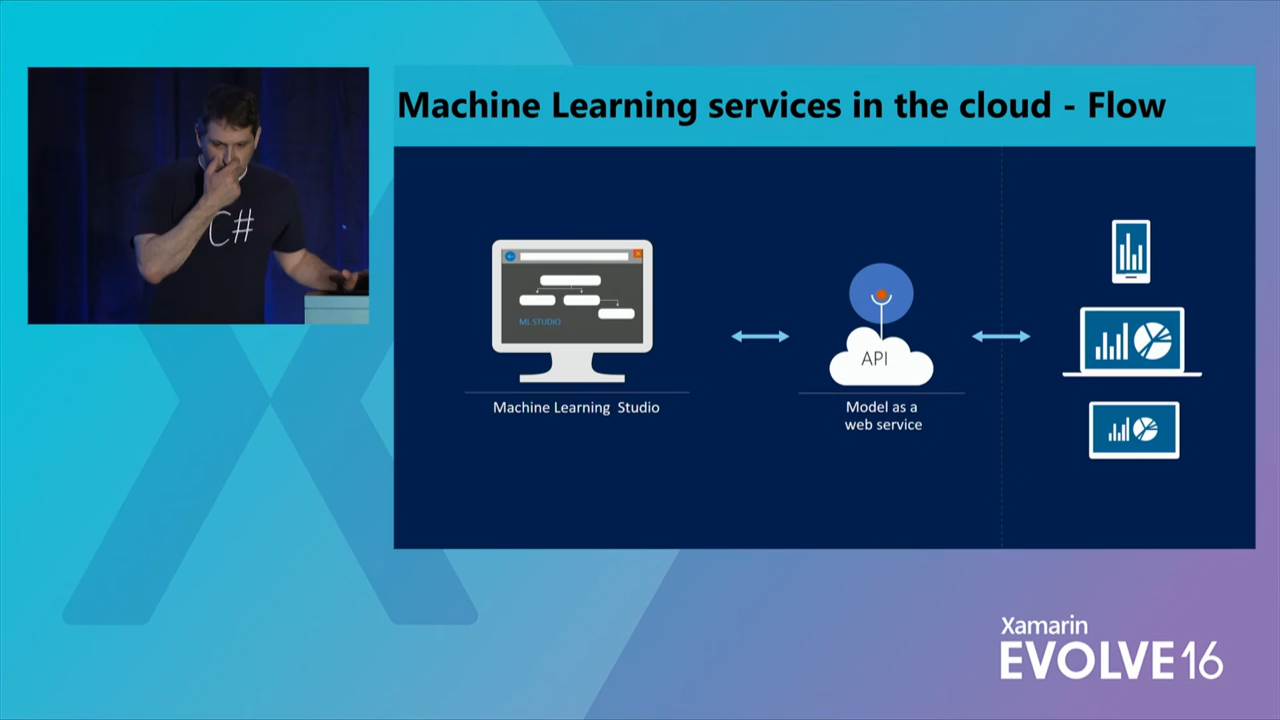 Machine Learning services in the cloud - Flow
C#
ML STUDIO
API
Machine Learning Studio
Model as a
web service
Xamarin
EVOLVE 16